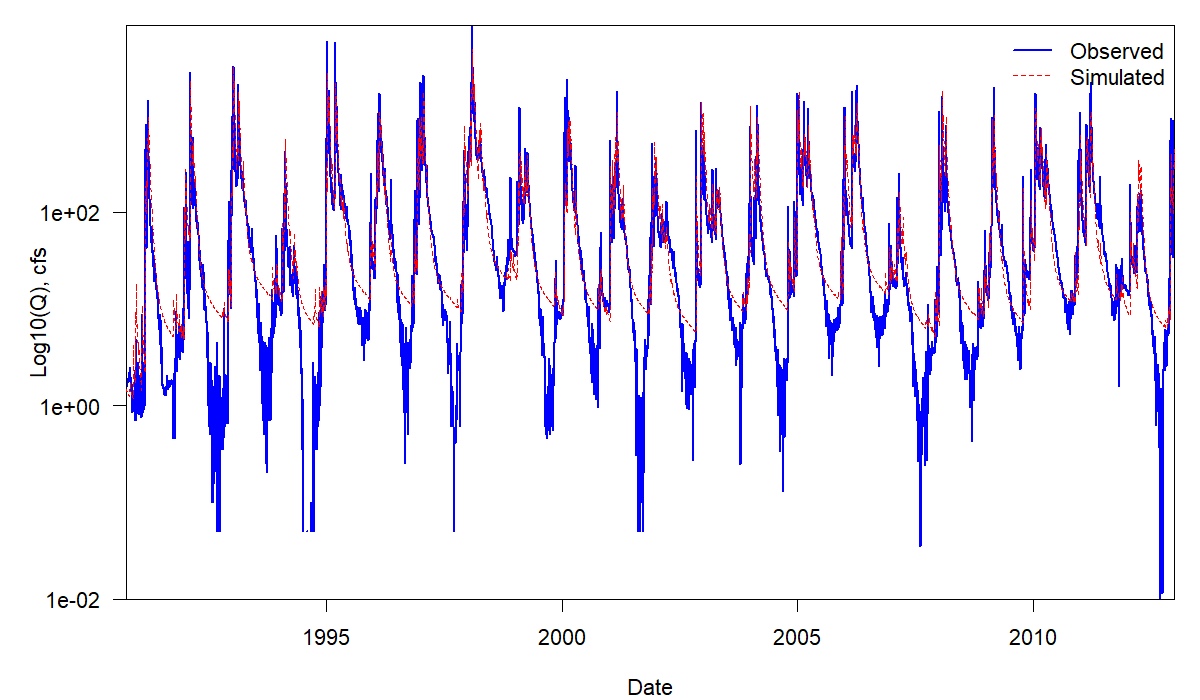 Observed
Simulated
Log10(Q), cfs
1e+02
1e+00
1e-02
1995
2000
2005
2010
Date